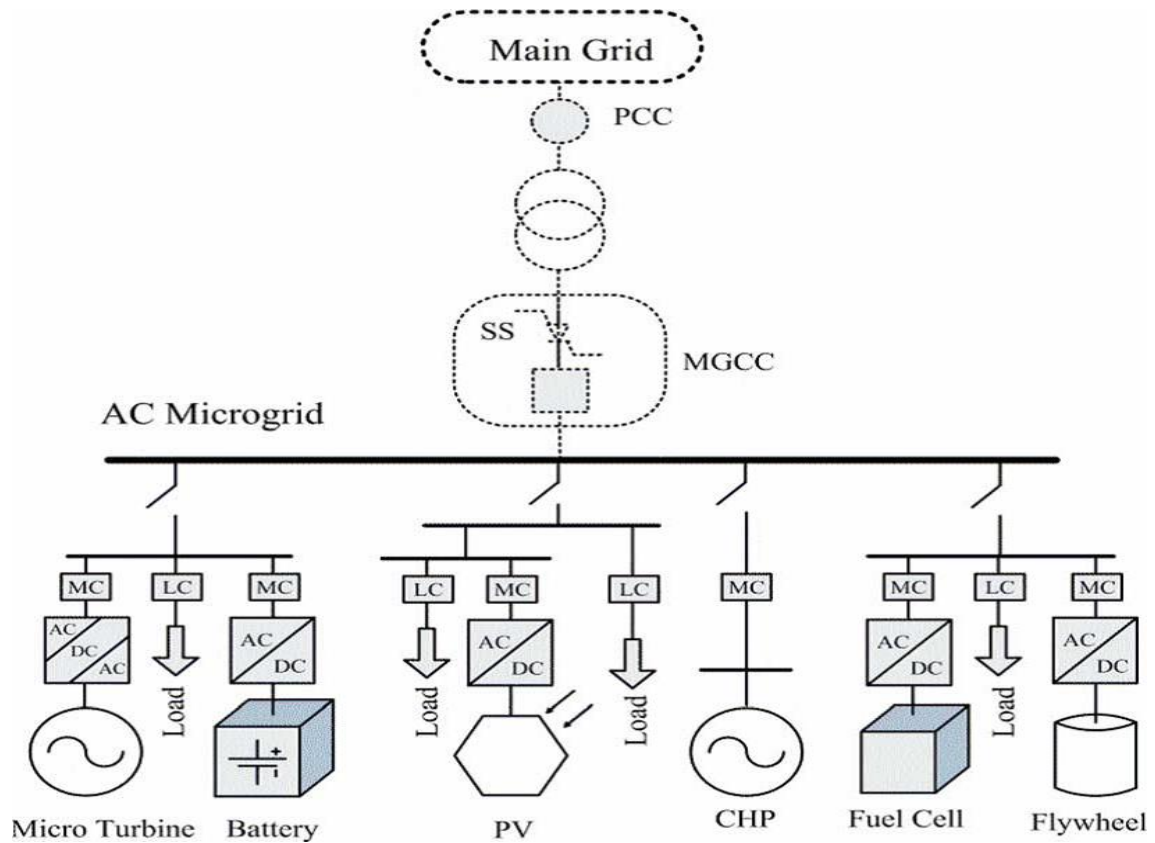 Main Grid
PCC
SS
MGCC
AC Microgrid
MC
LC
MC
LC
MC
LC
MC
MC
LC
MC
AC
DC
AC
AC
DC
AC
DC
AC
DC
AC
DC
Load
Load
Load
Load
Micro Turbine
Battery
PV
CHP
Fuel Cell
Flywheel